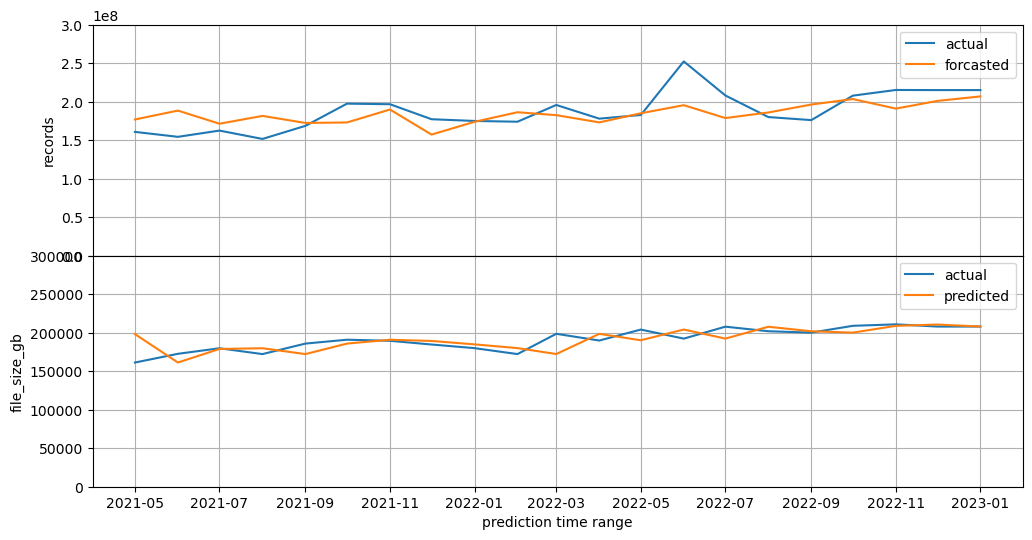 1e8
3.0
2.5
2.0
1.5
1.0
0.5
0.0
records
actual
forcasted
300000
250000
200000
150000
100000
50000
0
file_size_gb
actual
predicted
2021-05 2021-07 2021-09 2021-11 2022-01 2022-03 2022-05 2022-07 2022-09 2022-11 2023-01
prediction time range